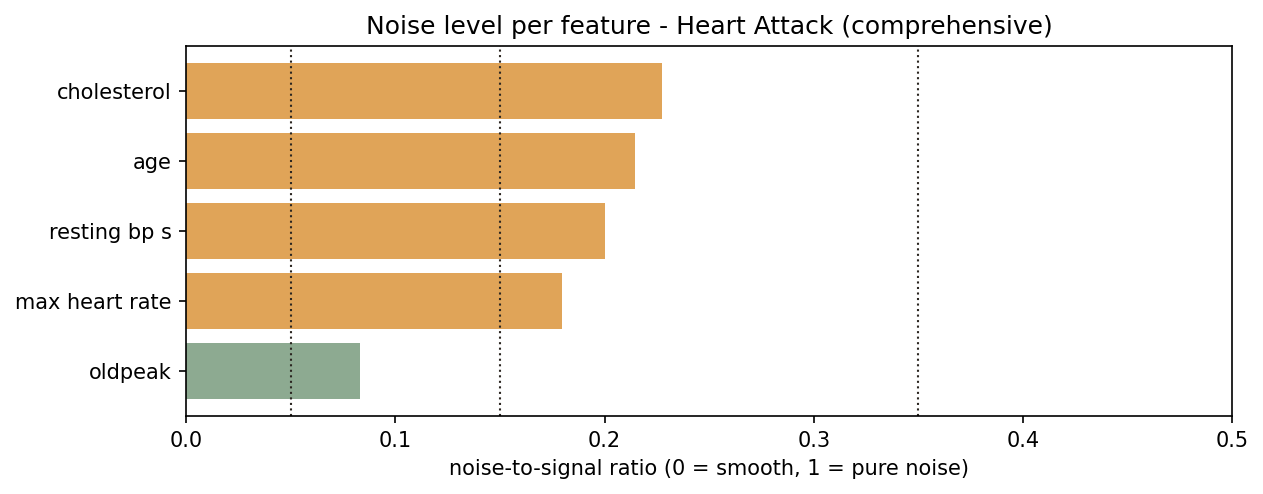 Noise level per feature - Heart Attack (comprehensive)
cholesterol
age
resting bp s
max heart rate
oldpeak
0.0 0.1 0.2 0.3 0.4 0.5
noise-to-signal ratio (0 = smooth, 1 = pure noise)